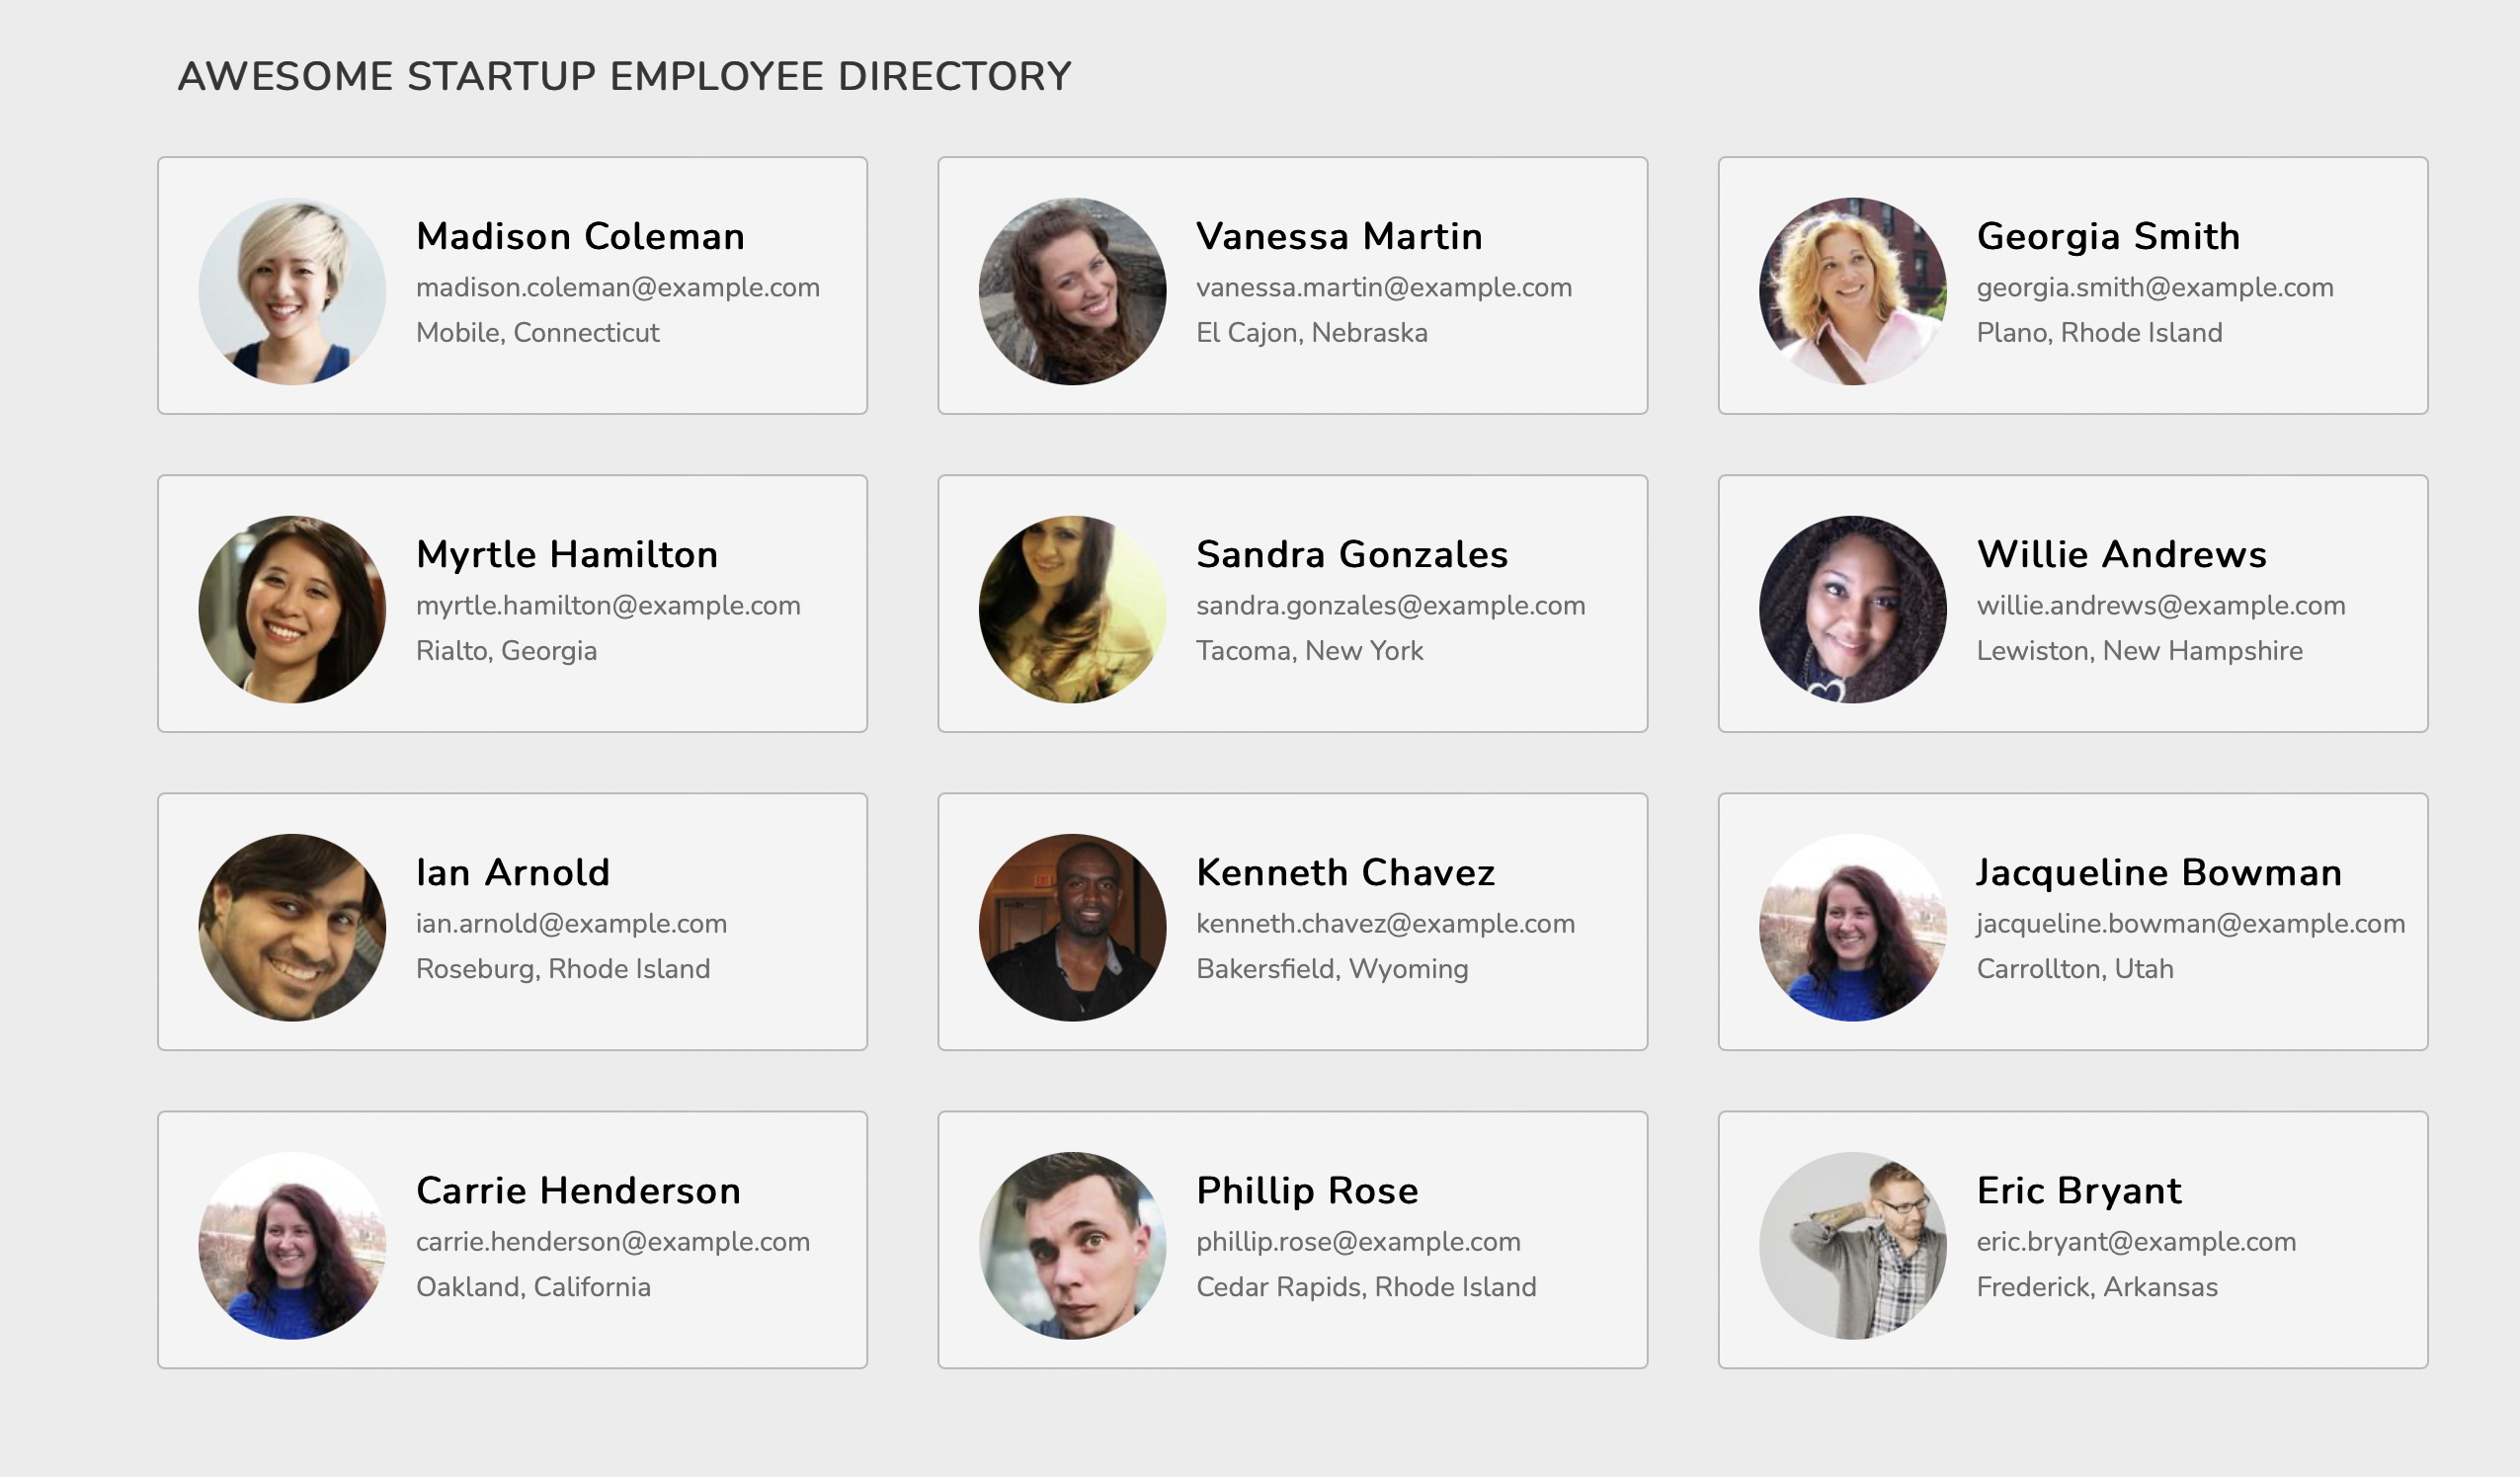 AWESOME STARTUP EMPLOYEE DIRECTORY
Madison Coleman
madison.coleman@example.com
Mobile, Connecticut
Vanessa Martin
vanessa.martin@example.com
El Cajon, Nebraska
Georgia Smith
georgia.smith@example.com
Plano, Rhode Island
Myrtle Hamilton
myrtle.hamilton@example.com
Rialto, Georgia
Sandra Gonzales
sandra.gonzales@example.com
Tacoma, New York
Willie Andrews
willie.andrews@example.com
Lewiston, New Hampshire
Ian Arnold
ian.arnold@example.com
Roseburg, Rhode Island
Kenneth Chavez
kenneth.chavez@example.com
Bakersfield, Wyoming
Jacqueline Bowman
jacqueline.bowman@example.com
Carrollton, Utah
Carrie Henderson
carrie.henderson@example.com
Oakland, California
Phillip Rose
phillip.rose@example.com
Cedar Rapids, Rhode Island
Eric Bryant
eric.bryant@example.com
Frederick, Arkansas